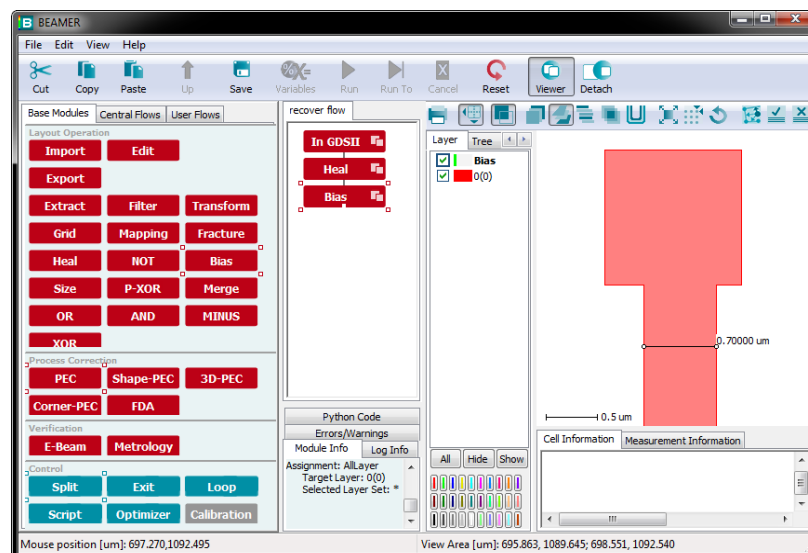 BEAMER
File Edit View Help
Cut Copy Paste Up Save Variables Run Run To Cancel Reset Viewer Detach
Base Modules Central Flows User Flows
Layout Operation
Import Edit
Export
Extract Filter Transform
Grid Mapping Fracture
Heal NOT Bias
Size P-XOR Merge
OR AND MINUS
XOR
Process Correction
PEC Shape-PEC 3D-PEC
Corner-PEC FDA
Verification
E-Beam Metrology
Control
Split Exit Loop
Script Optimizer Calibration
recover flow
In GDSII
Heal
Bias
Python Code
Errors/Warnings
Module Info Log Info
Assignment: AllLayer
Target Layer: 0(0)
Selected Layer Set: *
Layer Tree
Bias
0(0)
All Hide Show
0.70000 um
0.5 um
Cell Information Measurement Information
Mouse position [um]: 697.270,1092.495
View Area [um]: 695.863, 1089.645; 698.551, 1092.540